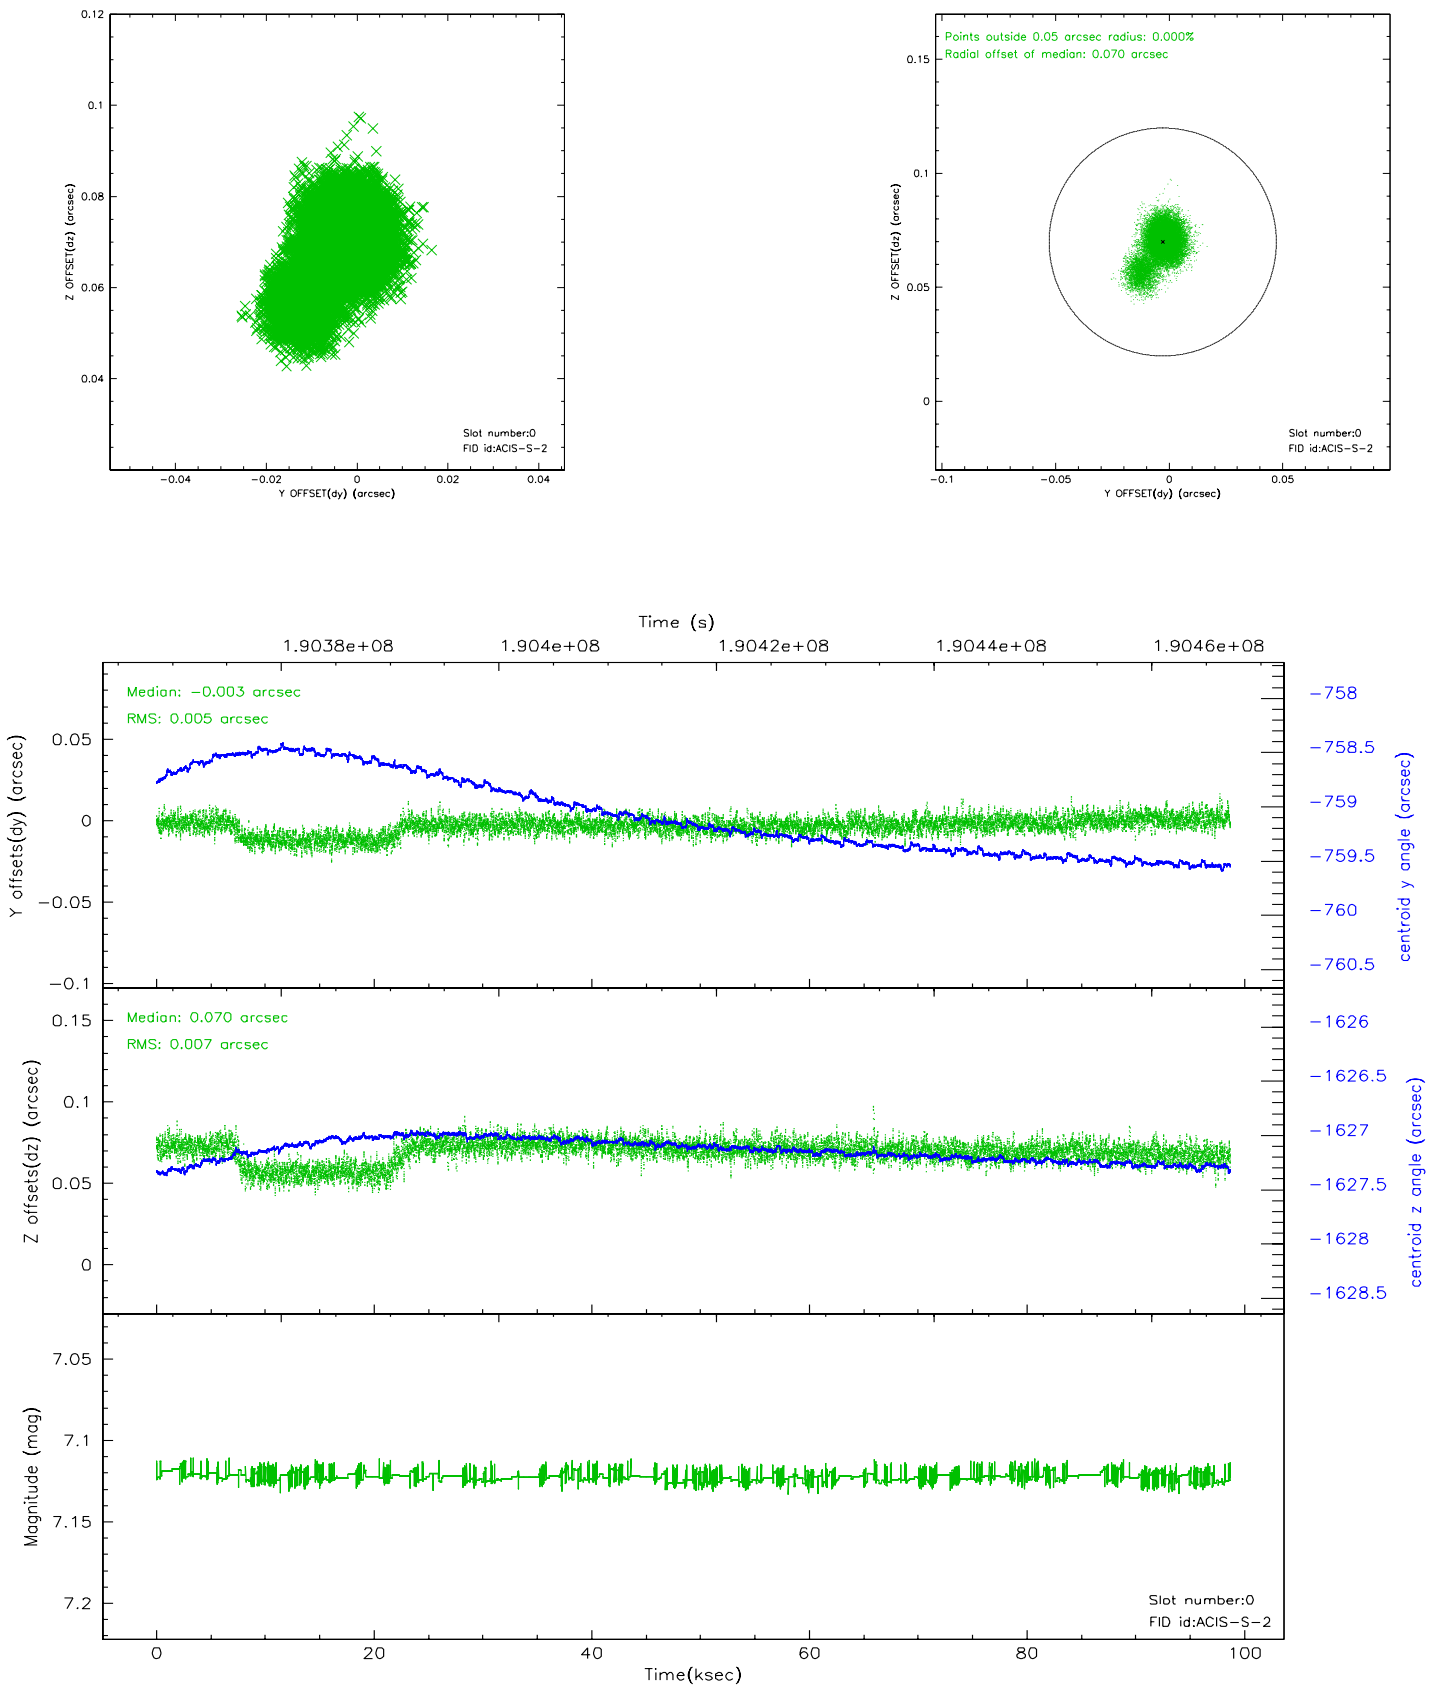 0.12
0.1
0.08
0.06
0.04
Z OFFSET(dz) (arcsec)
−0.04 −0.02 0 0.02 0.04
Y OFFSET(dy) (arcsec)
Slot number:0
FID id:ACIS−S−2
Points outside 0.05 arcsec radius: 0.000%
Radial offset of median: 0.070 arcsec
0.15
0.1
0.05
0
Z OFFSET(dz) (arcsec)
−0.1 −0.05 0 0.05
Y OFFSET(dy) (arcsec)
Slot number:0
FID id:ACIS−S−2
Time (s)
1.9038e+08 1.904e+08 1.9042e+08 1.9044e+08 1.9046e+08
Median: −0.003 arcsec
RMS: 0.005 arcsec
0.05
0
−0.05
−0.1
Y offsets(dy) (arcsec)
−758
−758.5
−759
−759.5
−760
−760.5
centroid y angle (arcsec)
Median: 0.070 arcsec
RMS: 0.007 arcsec
0.15
0.1
0.05
0
Z offsets(dz) (arcsec)
−1626
−1626.5
−1627
−1627.5
−1628
−1628.5
centroid z angle (arcsec)
7.05
7.1
7.15
7.2
Magnitude (mag)
Slot number:0
FID id:ACIS−S−2
0 20 40 60 80 100
Time(ksec)